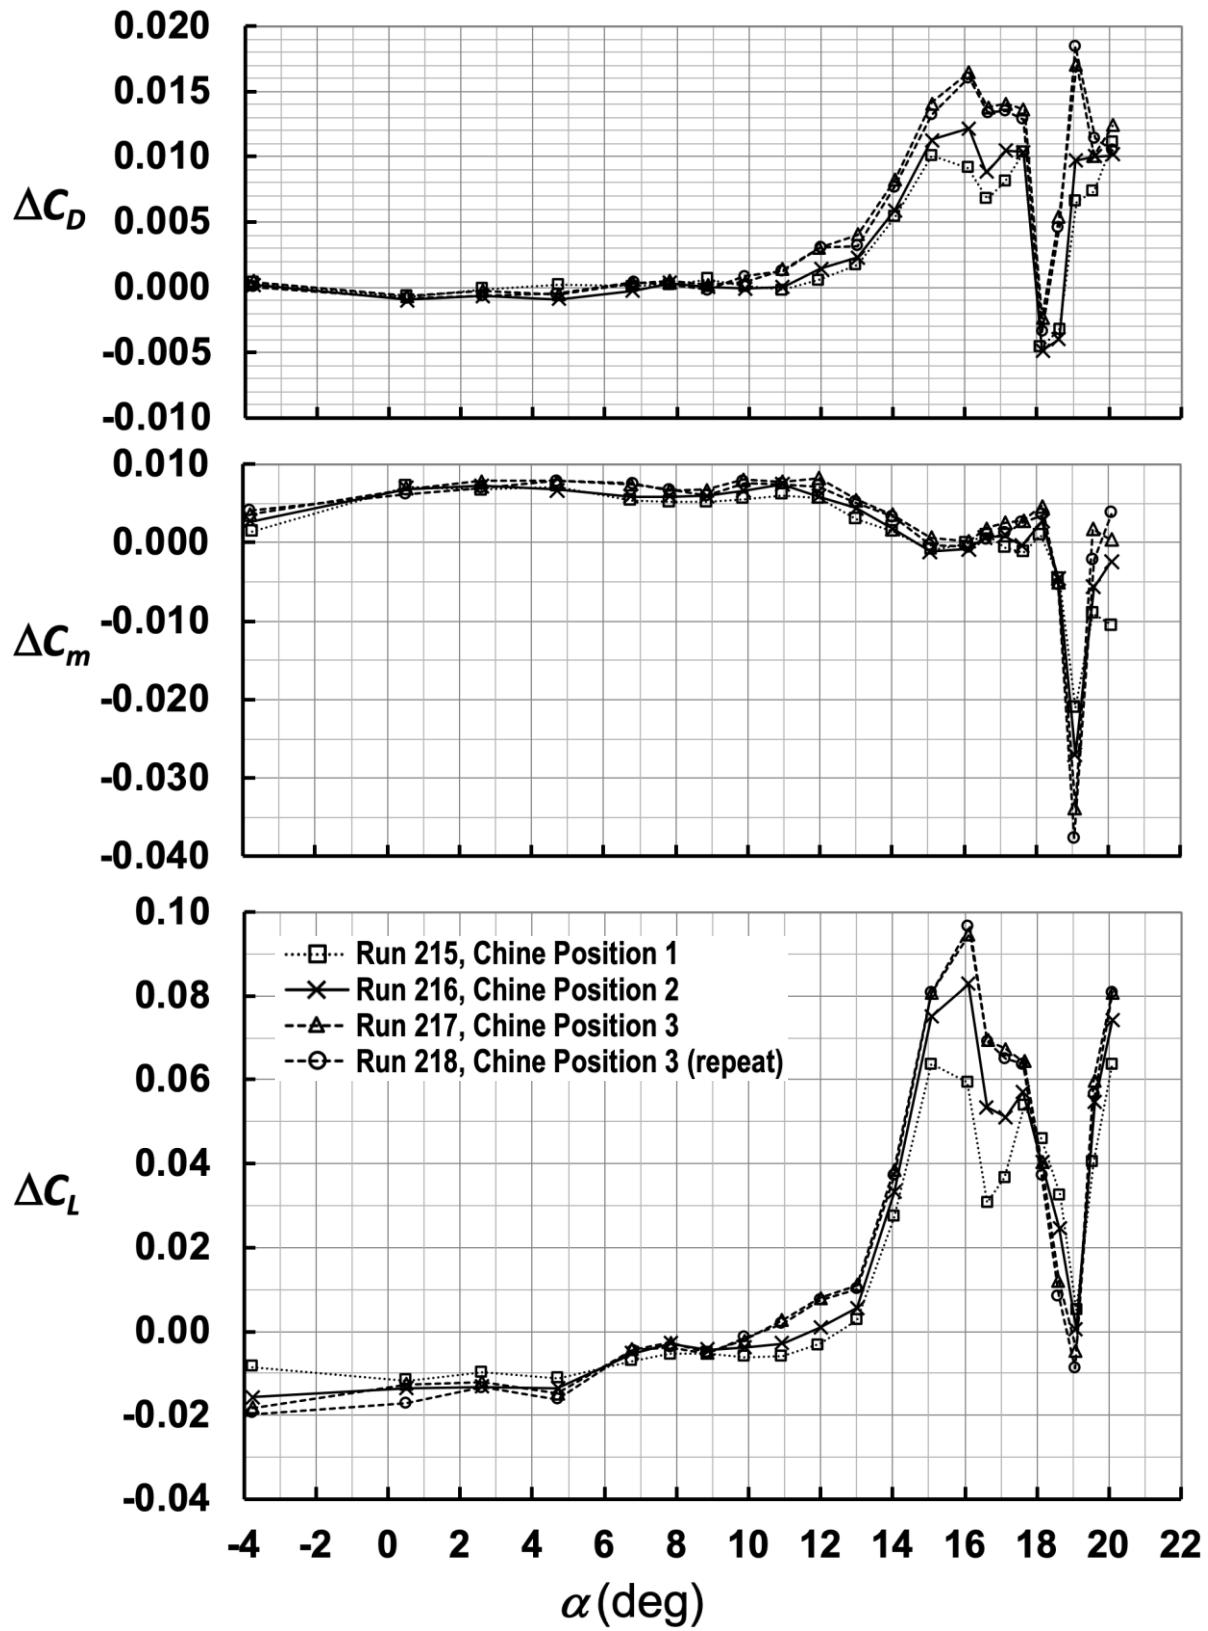 0.020
0.015
0.010
0.005
0.000
-0.005
-0.010
ΔC_D
0.010
0.000
-0.010
-0.020
-0.030
-0.040
ΔC_m
0.10
0.08
0.06
0.04
0.02
0.00
-0.02
-0.04
ΔC_L
Run 215, Chine Position 1
Run 216, Chine Position 2
Run 217, Chine Position 3
Run 218, Chine Position 3 (repeat)
-4 -2 0 2 4 6 8 10 12 14 16 18 20 22
α (deg)